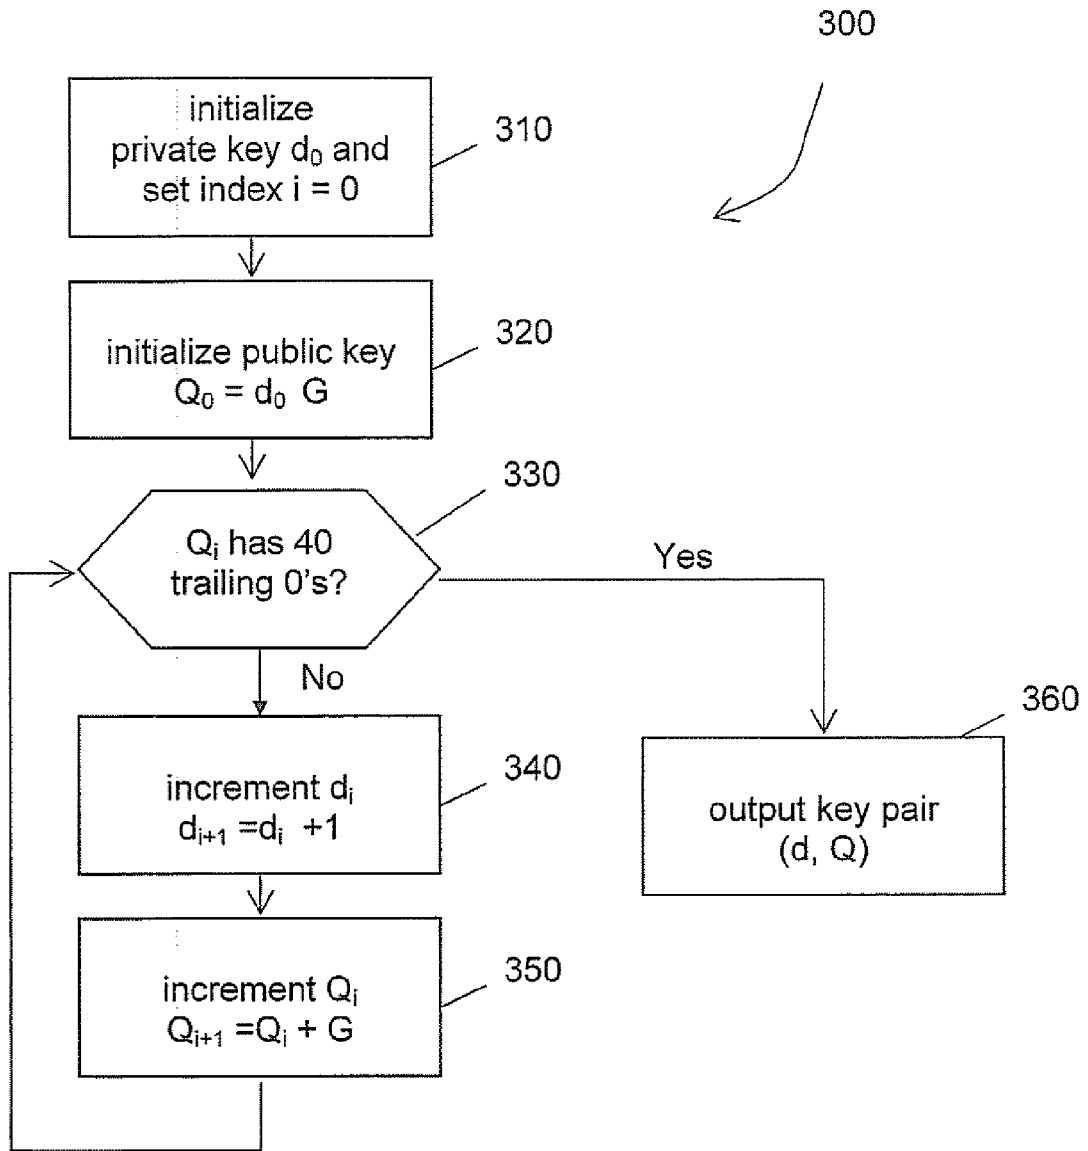 300
initialize
private key d₀ and
set index i = 0
310
initialize public key
Q₀ = d₀ G
320
330
Qᵢ has 40
trailing 0's?
Yes
No
increment dᵢ
dᵢ₊₁ =dᵢ +1
340
360
output key pair
(d, Q)
increment Qᵢ
Qᵢ₊₁ =Qᵢ + G
350